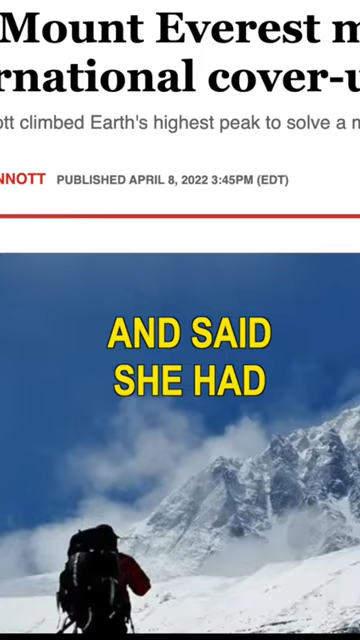 Mount Everest m
rnational cover-u
ott climbed Earth's highest peak to solve a m
NNOTT PUBLISHED APRIL 8, 2022 3:45PM (EDT)
AND SAID
SHE HAD